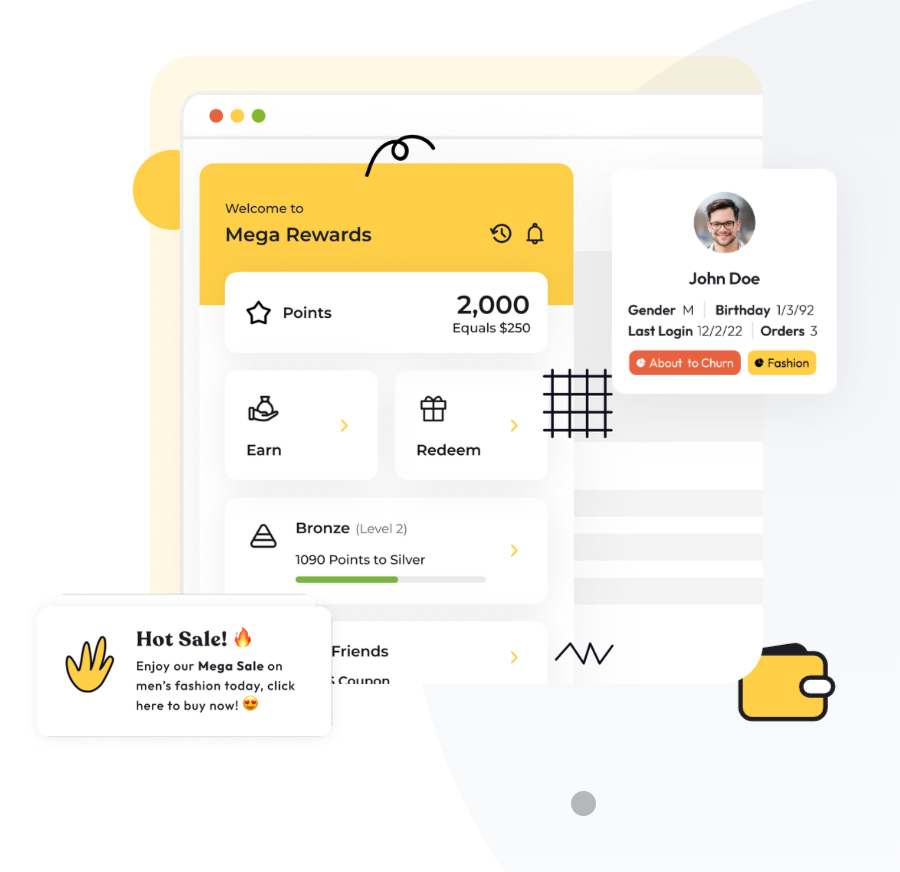 Welcome to
Mega Rewards
Points
2,000
Equals $250
Earn
Redeem
Bronze (Level 2)
1090 Points to Silver
Friends
Coupon
John Doe
Gender M Birthday 1/3/92
Last Login 12/2/22 Orders 3
About to Churn Fashion
Hot Sale! 🔥
Enjoy our Mega Sale on
men's fashion today, click
here to buy now! 😍